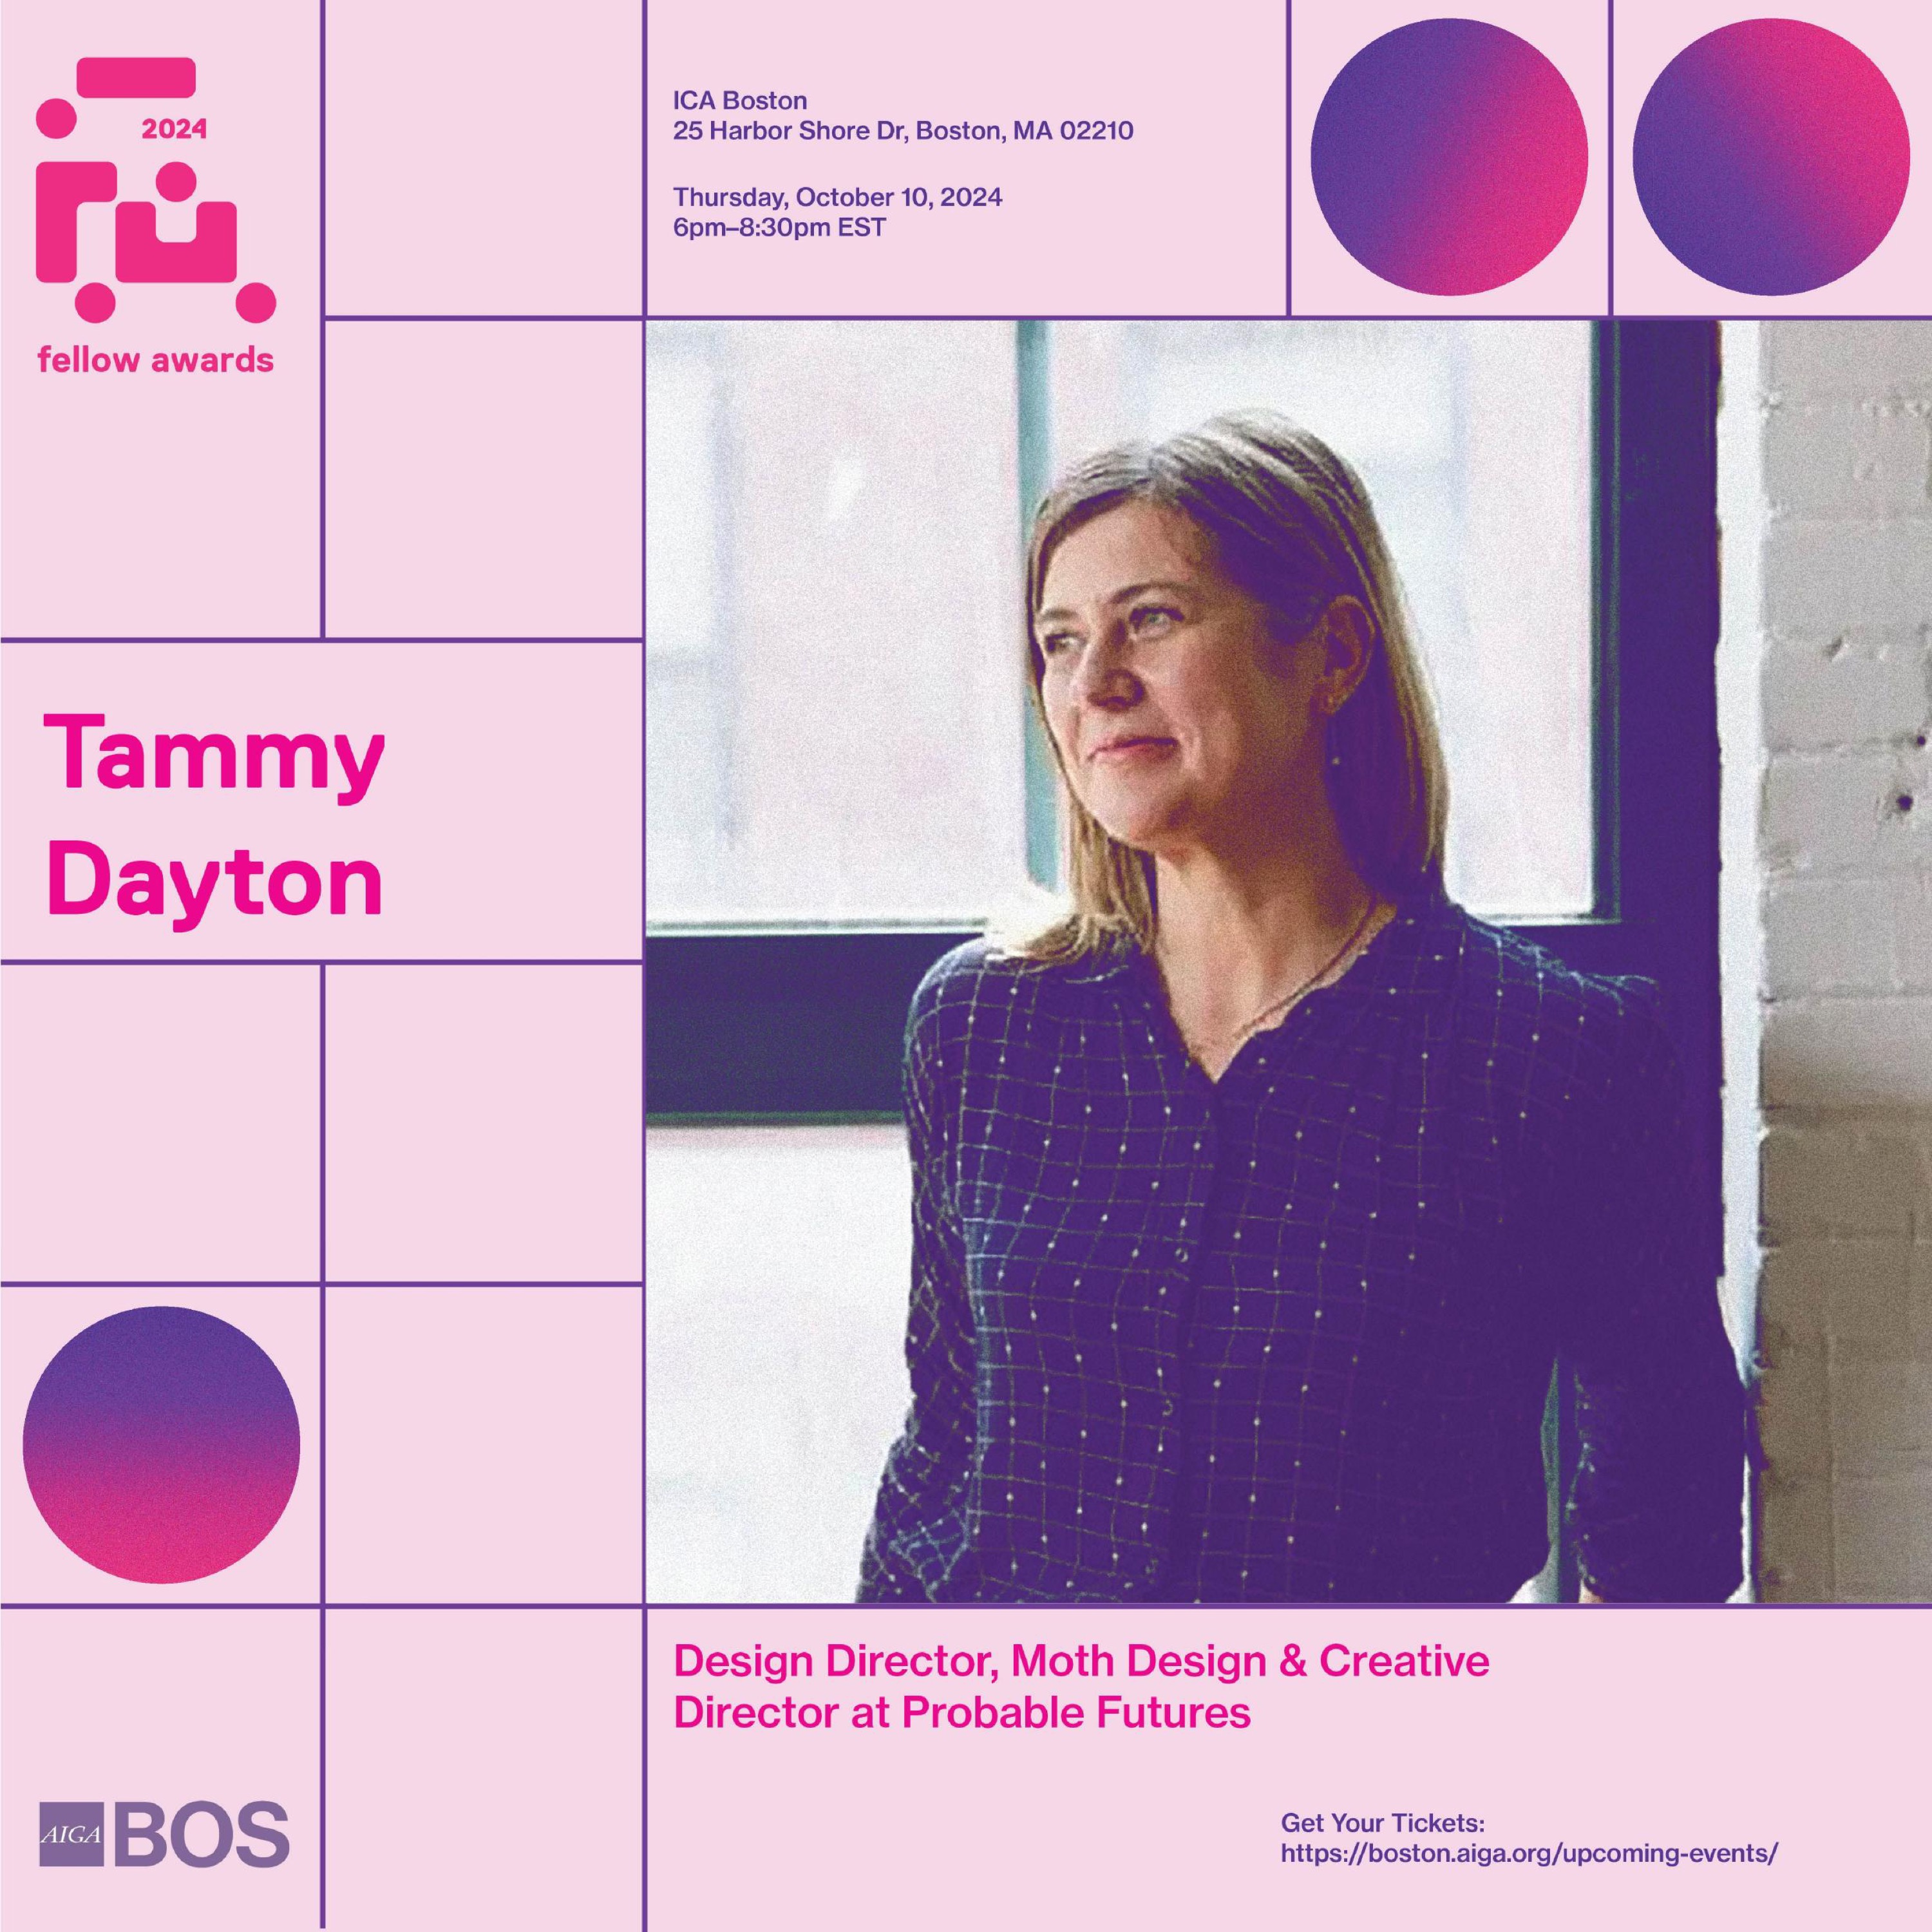 2024
fellow awards
ICA Boston
25 Harbor Shore Dr, Boston, MA 02210
Thursday, October 10, 2024
6pm–8:30pm EST
Tammy
Dayton
Design Director, Moth Design & Creative
Director at Probable Futures
AIGA BOS
Get Your Tickets:
https://boston.aiga.org/upcoming-events/